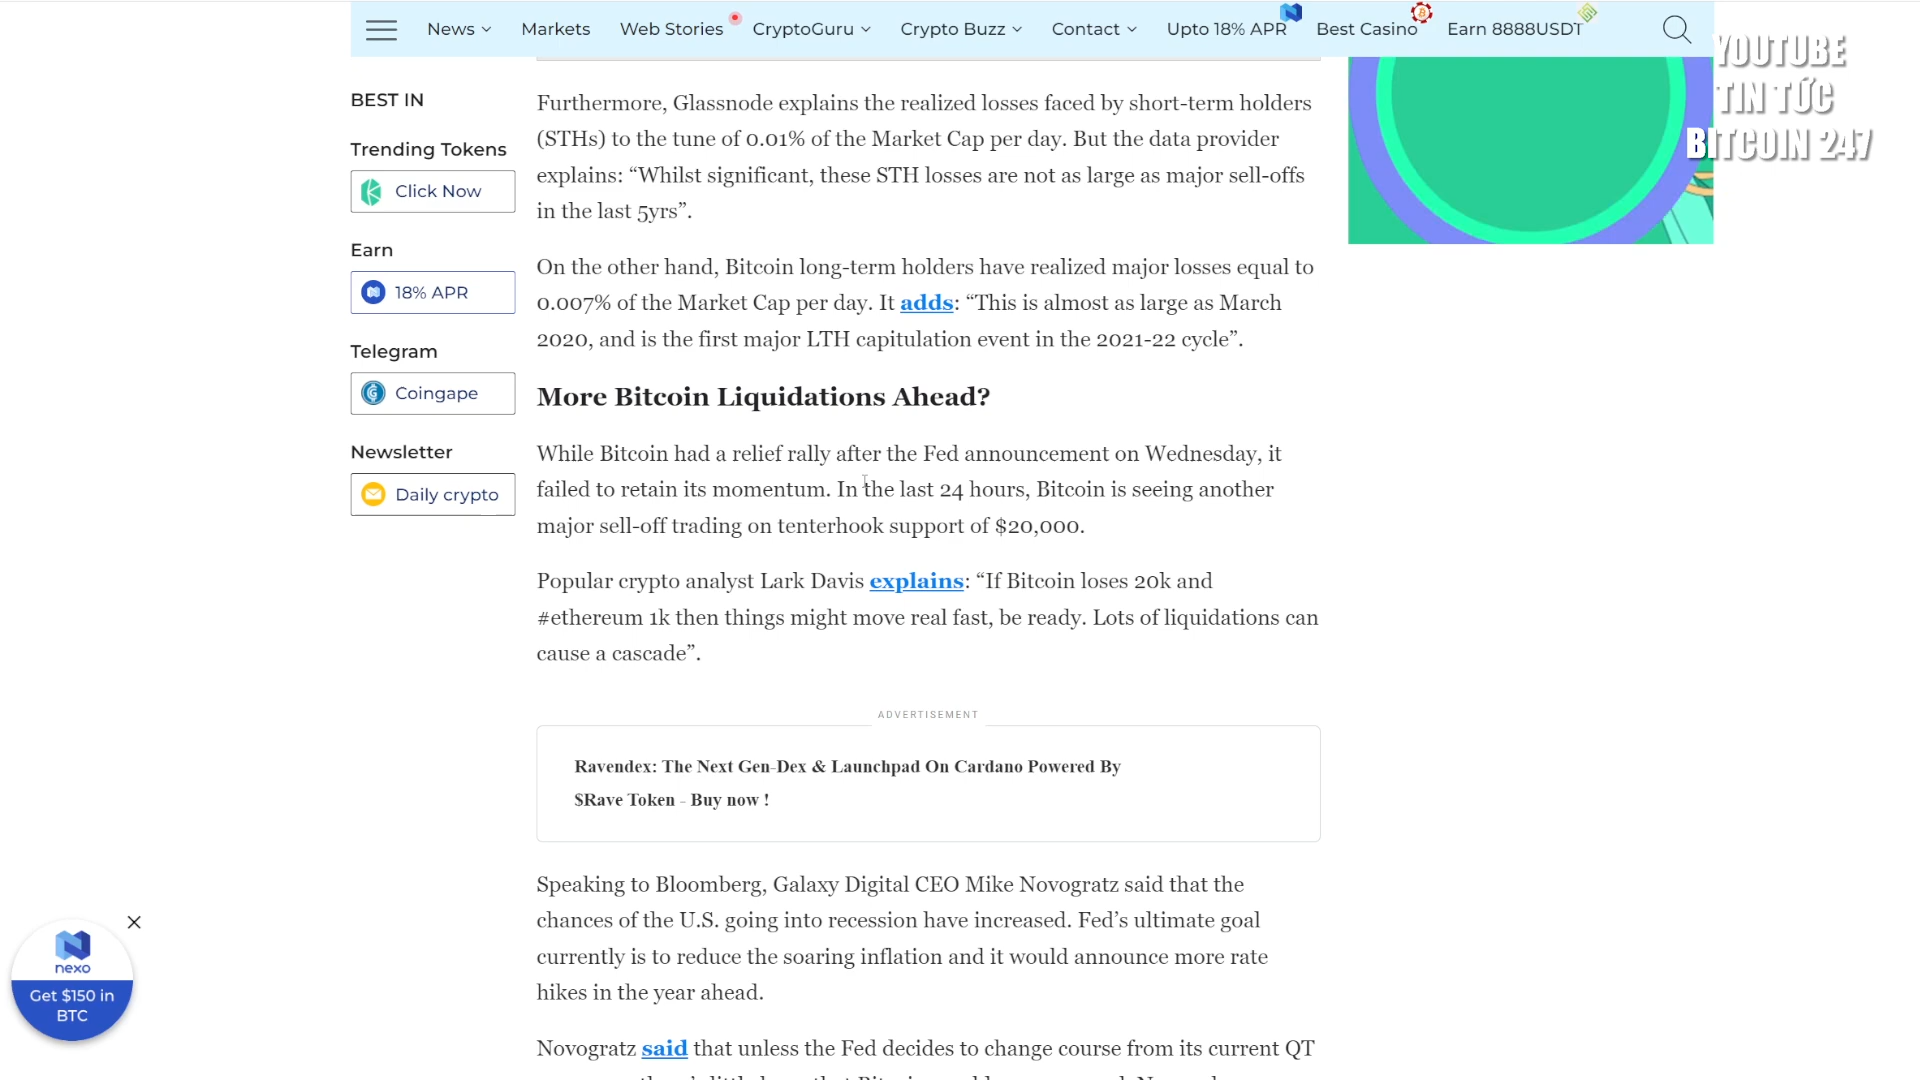 News
Markets
Web Stories
CryptoGuru
Crypto Buzz
Contact
Upto 18% APR
Best Casino
Earn 8888USDT
YOUTUBE
TIN TỨC
BITCOIN 247
BEST IN
Trending Tokens
Click Now
Earn
18% APR
Telegram
Coingape
Newsletter
Daily crypto
Furthermore, Glassnode explains the realized losses faced by short-term holders
(STHs) to the tune of 0.01% of the Market Cap per day. But the data provider
explains: “Whilst significant, these STH losses are not as large as major sell-offs
in the last 5yrs”.
On the other hand, Bitcoin long-term holders have realized major losses equal to
0.007% of the Market Cap per day. It adds: “This is almost as large as March
2020, and is the first major LTH capitulation event in the 2021-22 cycle”.
More Bitcoin Liquidations Ahead?
While Bitcoin had a relief rally after the Fed announcement on Wednesday, it
failed to retain its momentum. In the last 24 hours, Bitcoin is seeing another
major sell-off trading on tenterhook support of $20,000.
Popular crypto analyst Lark Davis explains: “If Bitcoin loses 20k and
#ethereum 1k then things might move real fast, be ready. Lots of liquidations can
cause a cascade”.
ADVERTISEMENT
Ravendex: The Next Gen-Dex & Launchpad On Cardano Powered By
$Rave Token - Buy now !
Speaking to Bloomberg, Galaxy Digital CEO Mike Novogratz said that the
chances of the U.S. going into recession have increased. Fed’s ultimate goal
currently is to reduce the soaring inflation and it would announce more rate
hikes in the year ahead.
Novogratz said that unless the Fed decides to change course from its current QT
nexo
Get $150 in
BTC